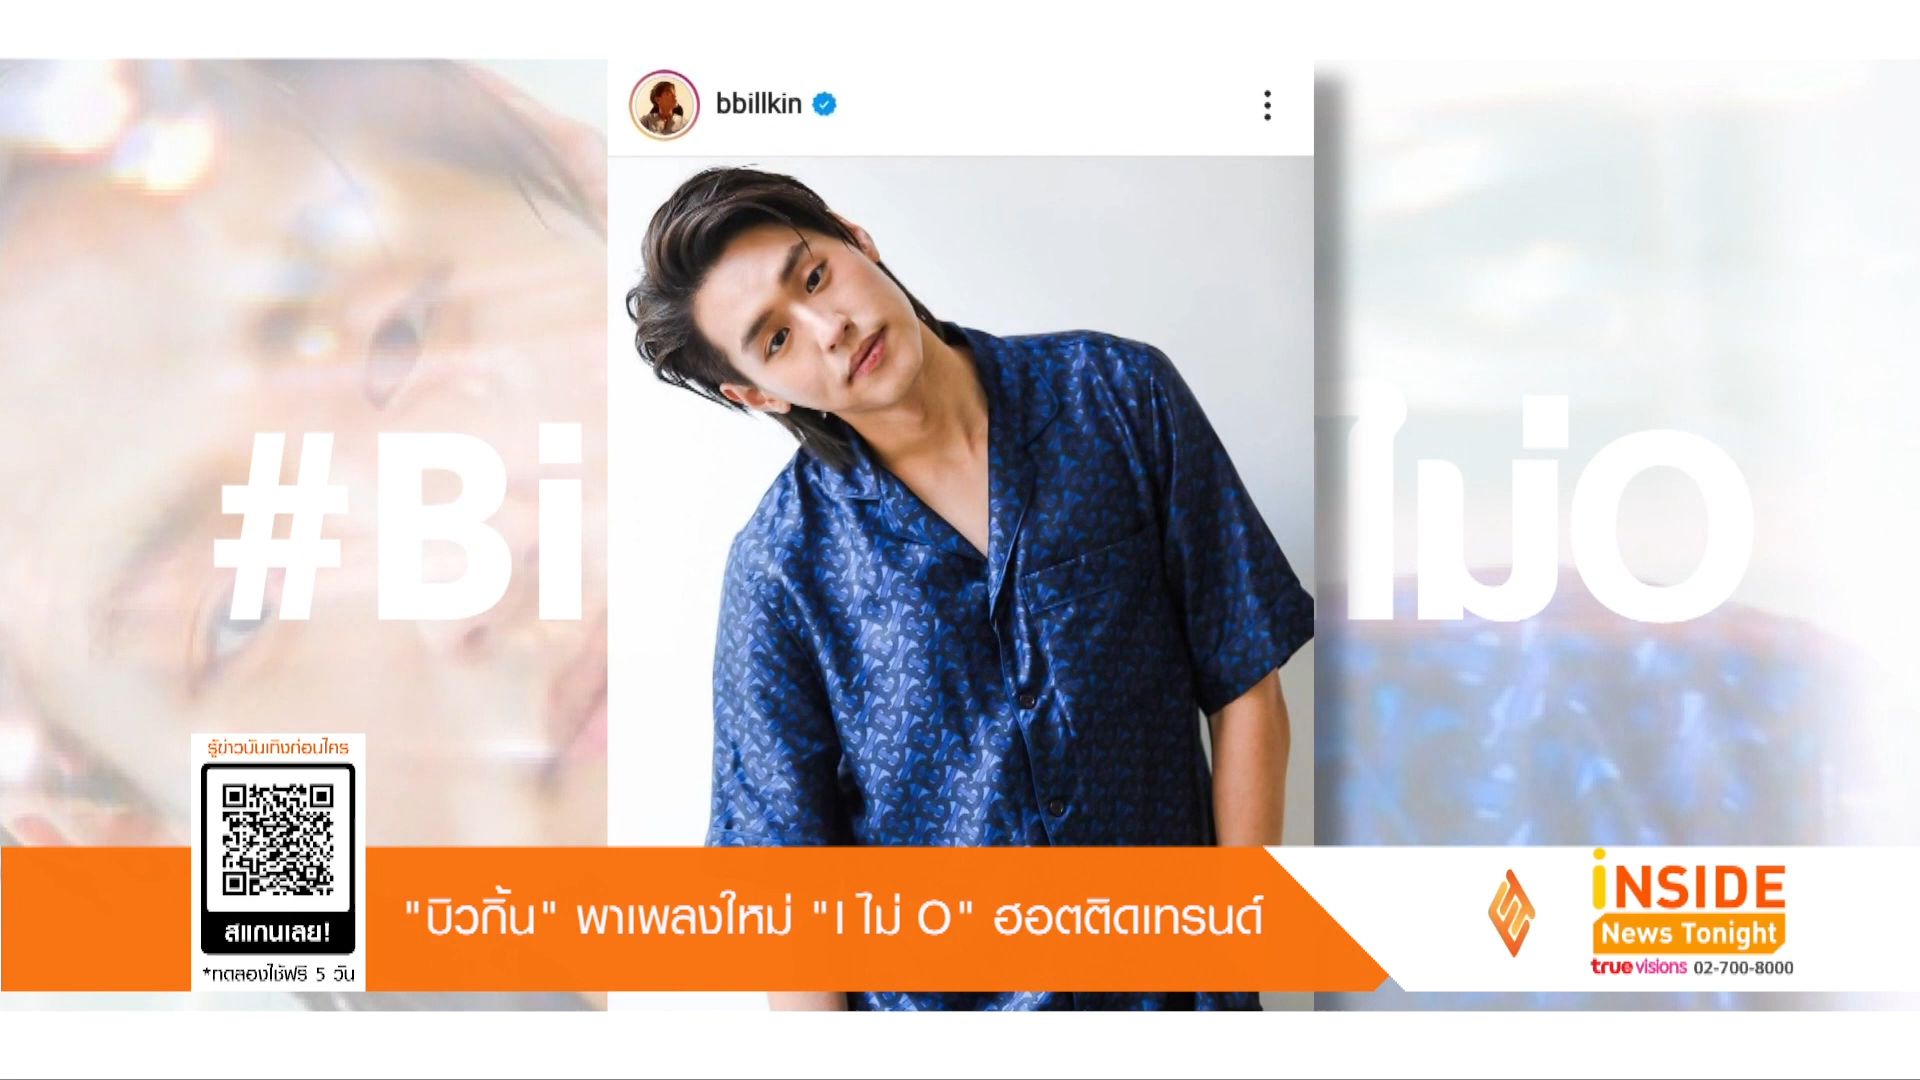 bbillkin
#Bi
ไม่O
รู้ข่าวบันเทิงก่อนใคร
สแกนเลย!
*ทดลองใช้ฟรี 5 วัน
"บิวกิ้น" พาเพลงใหม่ "I ไม่ O" ฮอตติดเทรนด์
iNSIDE
News Tonight
truevisions 02-700-8000